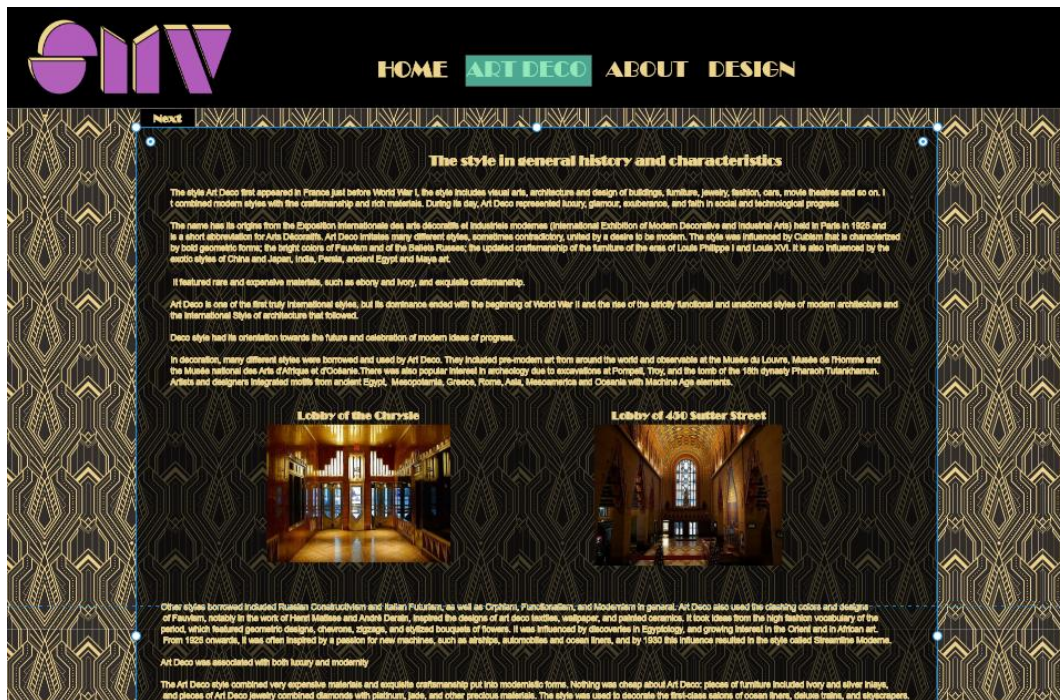 SMV
HOME ART DECO ABOUT DESIGN
Next
The style in general history and characteristics
The style Art Deco first appeared in France just before World War I, the style includes visual arts, architecture and design of buildings, furniture, jewelry, fashion, cars, movie theatres and so on. I
t combined modern styles with fine craftsmanship and rich materials. During its day, Art Deco represented luxury, glamour, exuberance, and faith in social and technological progress
The name has its origins from the Exposition internationale des arts décoratifs et industriels modernes (International Exhibition of Modern Decorative and Industrial Arts) held in Paris in 1925 and
is a short abbreviation for Arts Décoratifs. Art Deco imitates many different styles, sometimes contradictory, united by a desire to be modern. The style was influenced by Cubism that is characterized
by bold geometric forms; the bright colors of Fauvism and of the Ballets Russes; the updated craftsmanship of the furniture of the eras of Louis Philippe I and Louis XVI. It is also influenced by the
exotic styles of China and Japan, India, Persia, ancient Egypt and Maya art.
It featured rare and expensive materials, such as ebony and ivory, and exquisite craftsmanship.
Art Deco is one of the first truly international styles, but its dominance ended with the beginning of World War II and the rise of the strictly functional and unadorned styles of modern architecture and
the International Style of architecture that followed.
Deco style had its orientation towards the future and celebration of modern ideas of progress.
In decoration, many different styles were borrowed and used by Art Deco. They included pre-modern art from around the world and observable at the Musée du Louvre, Musée de l'Homme and
the Musée national des Arts d'Afrique et d'Océanie.There was also popular interest in archeology due to excavations at Pompeii, Troy, and the tomb of the 18th dynasty Pharaoh Tutankhamun.
Artists and designers integrated motifs from ancient Egypt, Mesopotamia, Greece, Rome, Asia, Mesoamerica and Oceania with Machine Age elements.
Lobby of the Chrysle
Lobby of 450 Sutter Street
Other styles borrowed included Russian Constructivism and Italian Futurism, as well as Orphism, Functionalism, and Modernism in general. Art Deco also used the clashing colors and designs
of Fauvism, notably in the work of Henri Matisse and André Derain, inspired the designs of art deco textiles, wallpaper, and painted ceramics. It took ideas from the high fashion vocabulary of the
period, which featured geometric designs, chevrons, zigzags, and stylized bouquets of flowers. It was influenced by discoveries in Egyptology, and growing interest in the Orient and in African art.
From 1925 onwards, it was often inspired by a passion for new machines, such as airships, automobiles and ocean liners, and by 1930 this influence resulted in the style called Streamline Moderne.
Art Deco was associated with both luxury and modernity
The Art Deco style combined very expensive materials and exquisite craftsmanship put into modernistic forms. Nothing was cheap about Art Deco: pieces of furniture included ivory and silver inlays,
and pieces of Art Deco jewelry combined diamonds with platinum, jade, and other precious materials. The style was used to decorate the first-class salons of ocean liners, deluxe trains, and skyscrapers